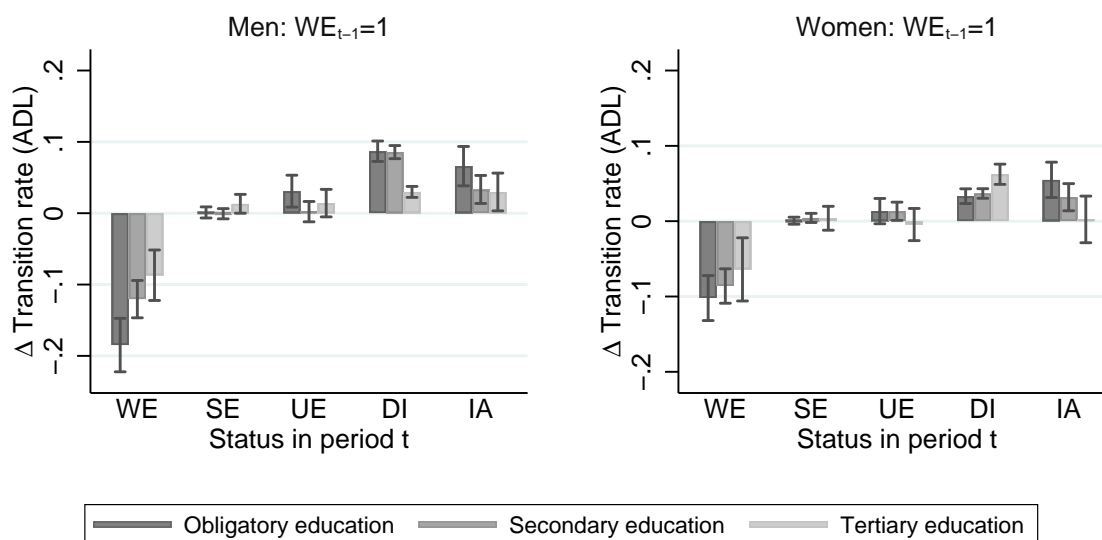 Men: WEt−1=1
Δ Transition rate (ADL)
.2
.1
0
−.1
−.2
WE SE UE DI IA
Status in period t
Women: WEt−1=1
Δ Transition rate (ADL)
.2
.1
0
−.1
−.2
WE SE UE DI IA
Status in period t
Obligatory education Secondary education Tertiary education